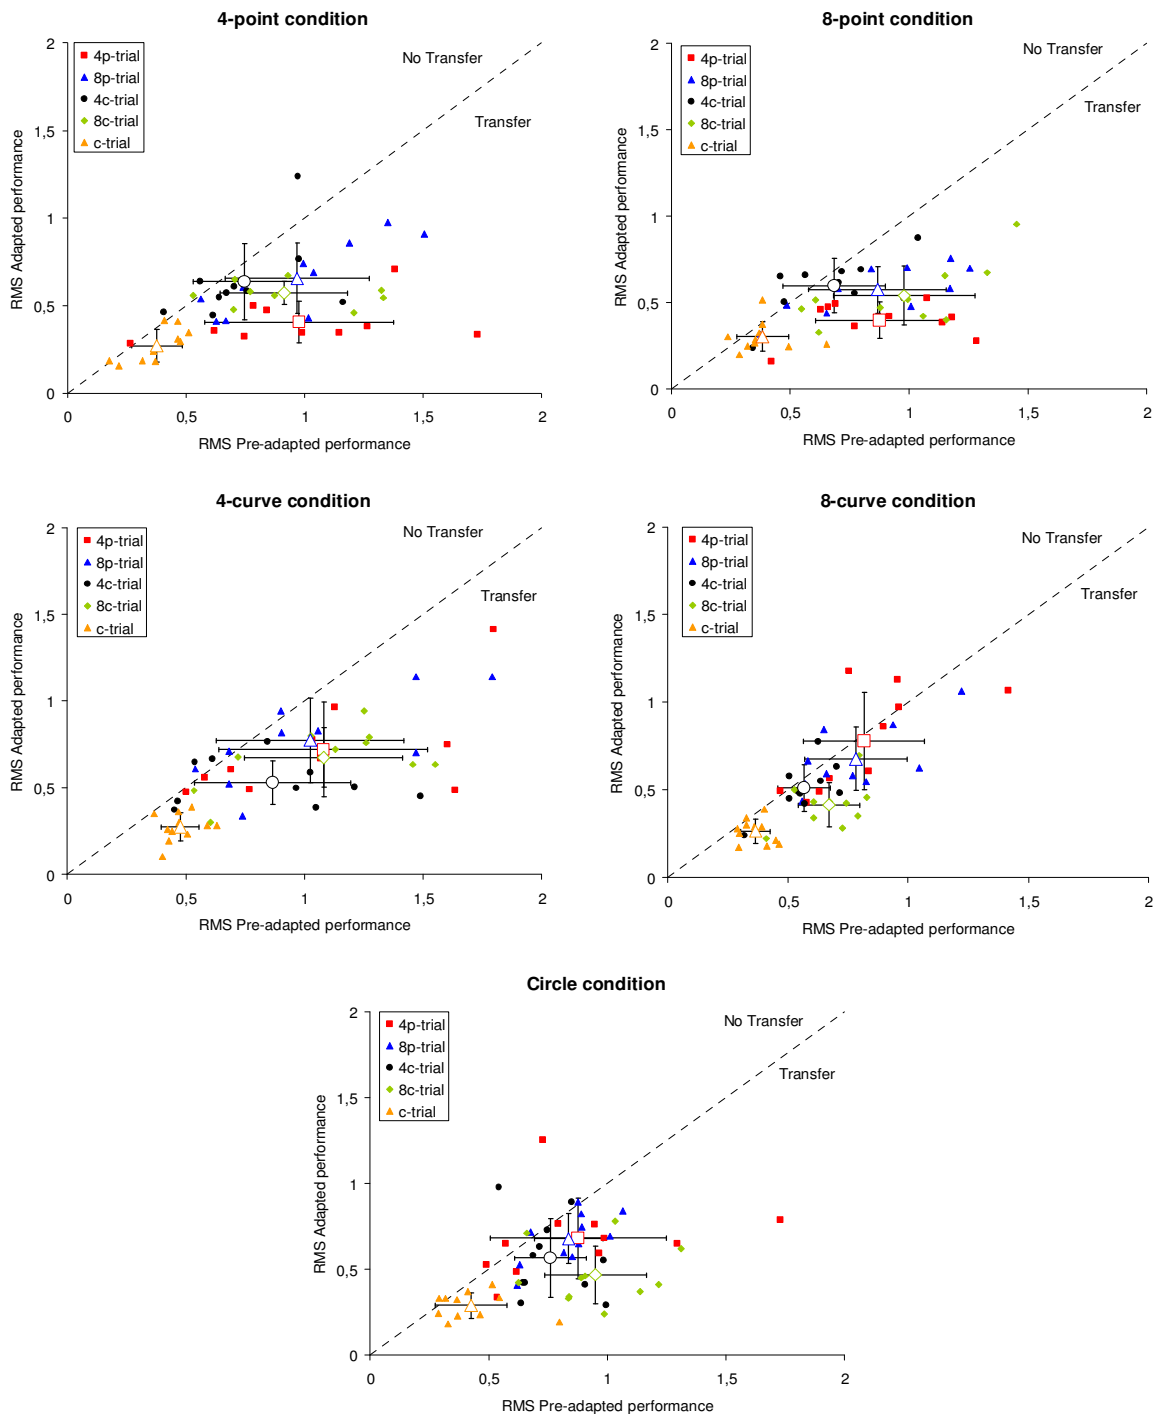 4-point condition
2
1,5
1
0,5
0
0
0,5
1
1,5
2
RMS Adapted performance
RMS Pre-adapted performance
4p-trial
8p-trial
4c-trial
8c-trial
c-trial
No Transfer
Transfer
8-point condition
2
1,5
1
0,5
0
0
0,5
1
1,5
2
RMS Adapted performance
RMS Pre-adapted performance
4p-trial
8p-trial
4c-trial
8c-trial
c-trial
No Transfer
Transfer
4-curve condition
2
1,5
1
0,5
0
0
0,5
1
1,5
2
RMS Adapted performance
RMS Pre-adapted performance
4p-trial
8p-trial
4c-trial
8c-trial
c-trial
No Transfer
Transfer
8-curve condition
2
1,5
1
0,5
0
0
0,5
1
1,5
2
RMS Adapted performance
RMS Pre-adapted performance
4p-trial
8p-trial
4c-trial
8c-trial
c-trial
No Transfer
Transfer
Circle condition
2
1,5
1
0,5
0
0
0,5
1
1,5
2
RMS Adapted performance
RMS Pre-adapted performance
4p-trial
8p-trial
4c-trial
8c-trial
c-trial
No Transfer
Transfer